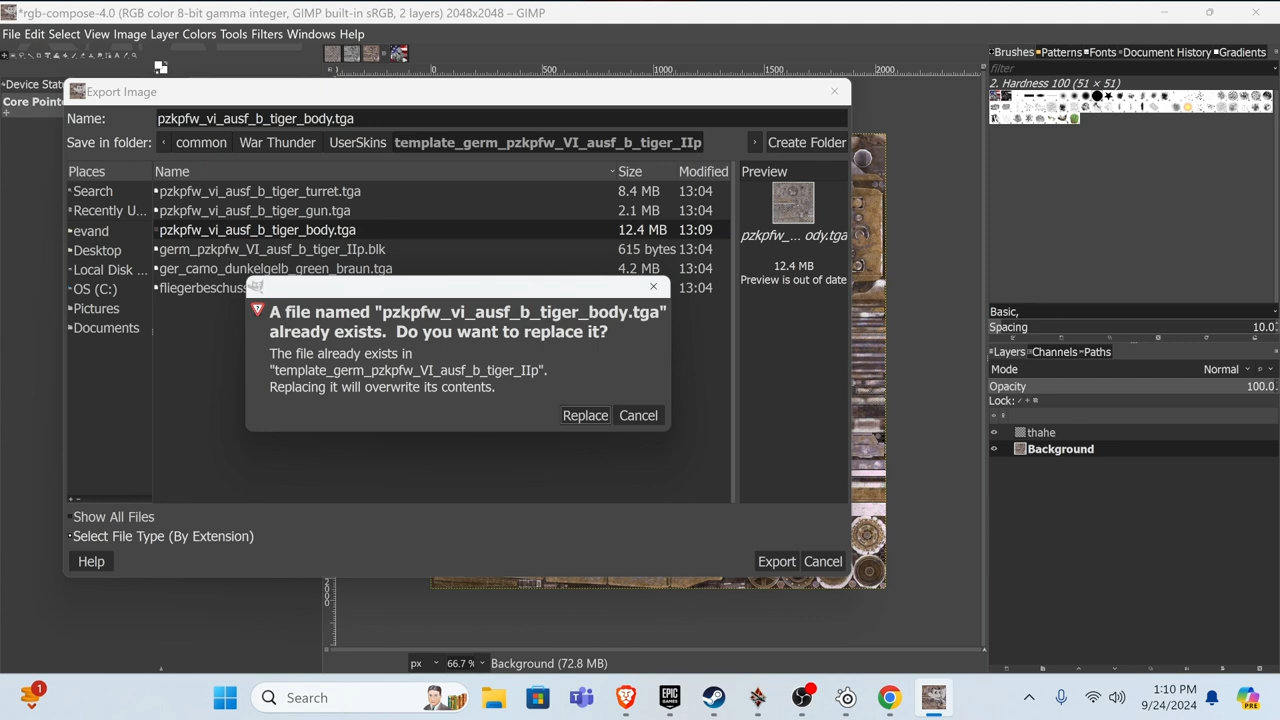 *rgb-compose-4.0 (RGB color 8-bit gamma integer, GIMP built-in sRGB, 2 layers) 2048x2048 – GIMP
File Edit Select View Image Layer Colors Tools Filters Windows Help
Device Stat
Core Point
0 500 1000 1500 2000
Brushes Patterns Fonts Document History Gradients
filter
2. Hardness 100 (51 × 51)
Export Image
Name: pzkpfw_vi_ausf_b_tiger_body.tga
Save in folder: common War Thunder UserSkins template_germ_pzkpfw_VI_ausf_b_tiger_IIp Create Folder
Places Name Size Modified Preview
Search pzkpfw_vi_ausf_b_tiger_turret.tga 8.4 MB 13:04
Recently U... pzkpfw_vi_ausf_b_tiger_gun.tga 2.1 MB 13:04
evand pzkpfw_vi_ausf_b_tiger_body.tga 12.4 MB 13:09
pzkpfw_... ody.tga
Desktop germ_pzkpfw_VI_ausf_b_tiger_IIp.blk 615 bytes 13:04
12.4 MB
Local Disk ... ger_camo_dunkelgelb_green_braun.tga 4.2 MB 13:04
Preview is out of date
OS (C:) fliegerbeschus 13:04
Pictures
Documents
A file named "pzkpfw_vi_ausf_b_tiger_body.tga"
already exists. Do you want to replace it?
The file already exists in
"template_germ_pzkpfw_VI_ausf_b_tiger_IIp".
Replacing it will overwrite its contents.
Replace Cancel
Show All Files
Select File Type (By Extension)
Help Export Cancel
Basic,
Spacing 10.0
Layers Channels Paths
Mode Normal
Opacity 100.0
Lock:
thahe
Background
px 66.7 % Background (72.8 MB)
1 Search EPIC GAMES 1:10 PM
9/24/2024
PRE